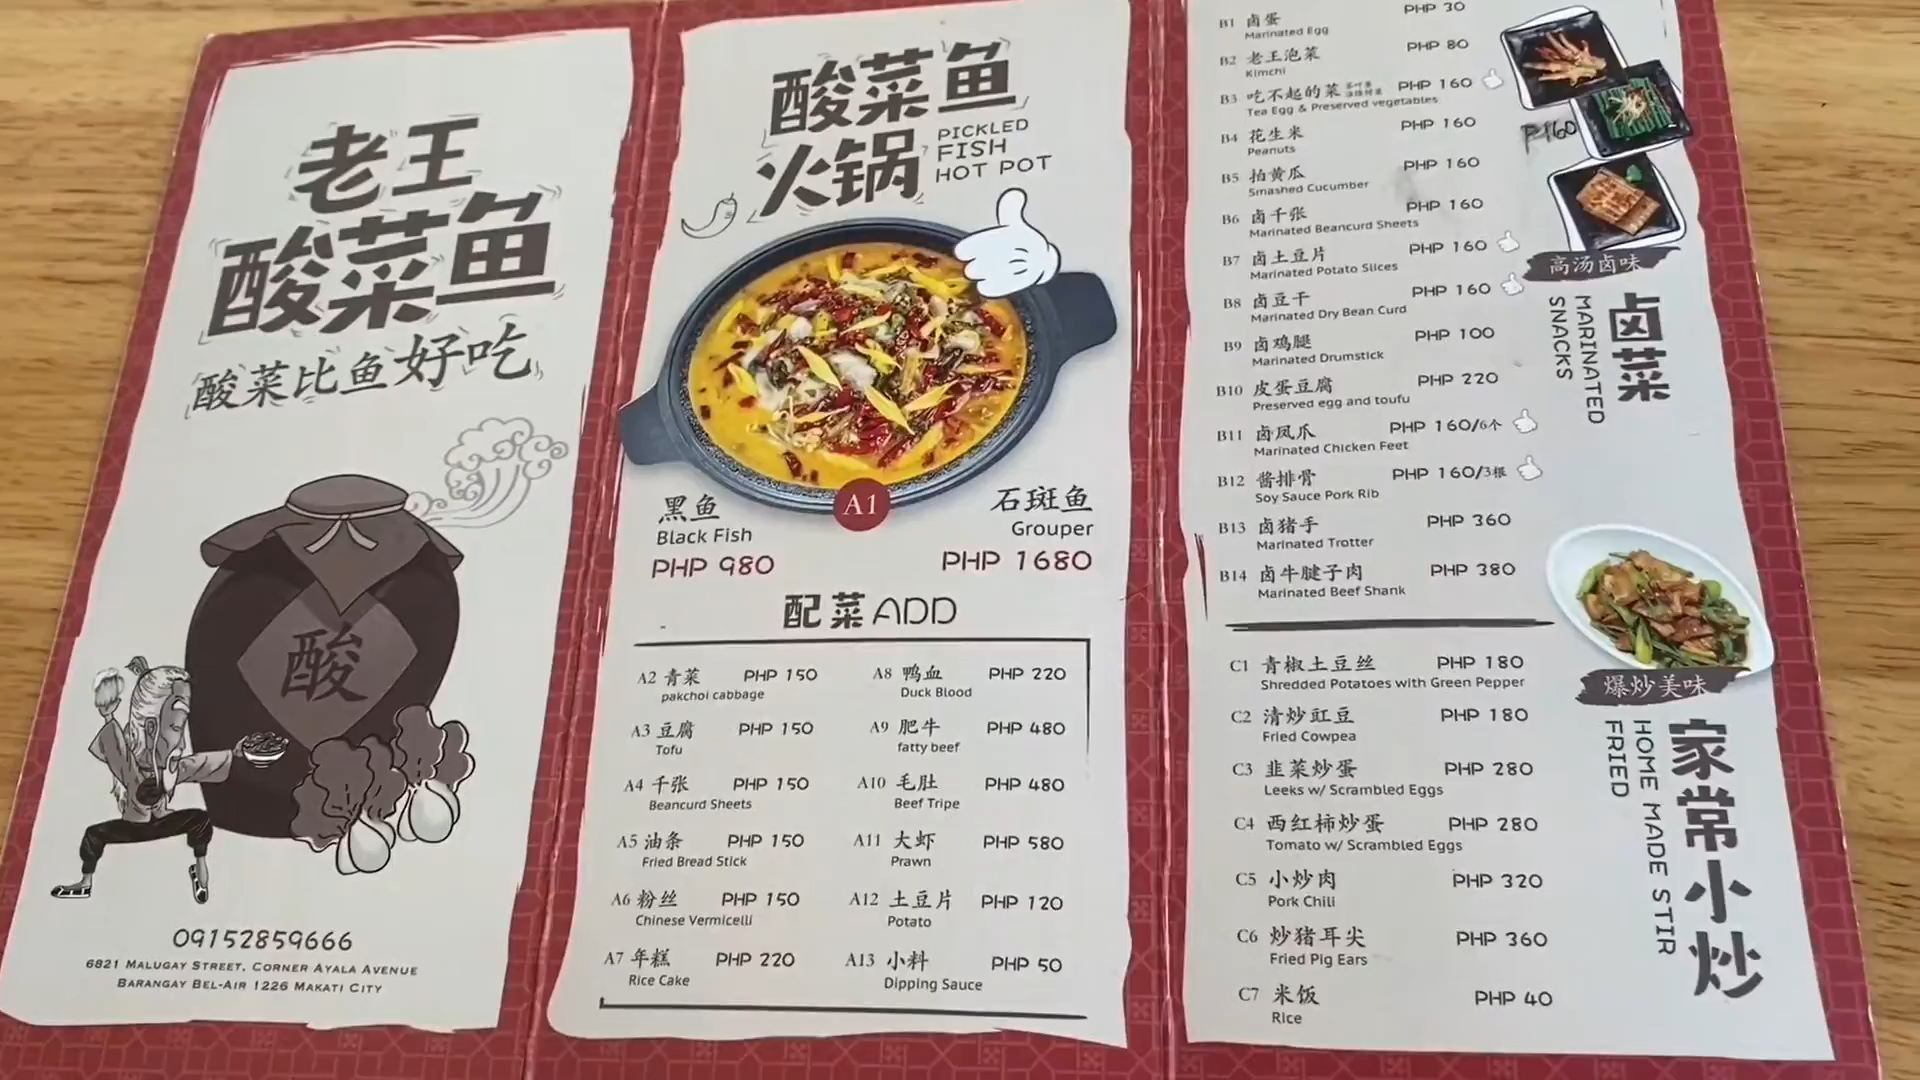 老王
酸菜鱼
酸菜比鱼好吃
酸
09152859666
6821 Malugay Street, Corner Ayala Avenue
Barangay Bel-Air 1226 Makati City
酸菜鱼
火锅
PICKLED
FISH
HOT POT
A1
黑鱼
Black Fish
PHP 980
石斑鱼
Grouper
PHP 1680
配菜 ADD
A2 青菜 PHP 150
pakchoi cabbage
A3 豆腐 PHP 150
Tofu
A4 千张 PHP 150
Beancurd Sheets
A5 油条 PHP 150
Fried Bread Stick
A6 粉丝 PHP 150
Chinese Vermicelli
A7 年糕 PHP 220
Rice Cake
A8 鸭血 PHP 220
Duck Blood
A9 肥牛 PHP 480
fatty beef
A10 毛肚 PHP 480
Beef Tripe
A11 大虾 PHP 580
Prawn
A12 土豆片 PHP 120
Potato
A13 小料 PHP 50
Dipping Sauce
B1 卤蛋 PHP 30
Marinated Egg
B2 老王泡菜 PHP 80
Kimchi
B3 吃不起的菜 PHP 160
Tea Egg & Preserved vegetables
B4 花生米 PHP 160
Peanuts
B5 拍黄瓜 PHP 160
Smashed Cucumber
B6 卤千张 PHP 160
Marinated Beancurd Sheets
B7 卤土豆片 PHP 160
Marinated Potato Slices
B8 卤豆干 PHP 160
Marinated Dry Bean Curd
B9 卤鸡腿 PHP 100
Marinated Drumstick
B10 皮蛋豆腐 PHP 220
Preserved egg and toufu
B11 卤凤爪 PHP 160/6个
Marinated Chicken Feet
B12 酱排骨 PHP 160/3根
Soy Sauce Pork Rib
B13 卤猪手 PHP 360
Marinated Trotter
B14 卤牛腱子肉 PHP 380
Marinated Beef Shank
P160
高汤卤味
卤菜
MARINATED
SNACKS
C1 青椒土豆丝 PHP 180
Shredded Potatoes with Green Pepper
C2 清炒豇豆 PHP 180
Fried Cowpea
C3 韭菜炒蛋 PHP 280
Leeks w/ Scrambled Eggs
C4 西红柿炒蛋 PHP 280
Tomato w/ Scrambled Eggs
C5 小炒肉 PHP 320
Pork Chili
C6 炒猪耳尖 PHP 360
Fried Pig Ears
C7 米饭 PHP 40
Rice
爆炒美味
家常小炒
HOME MADE STIR
FRIED